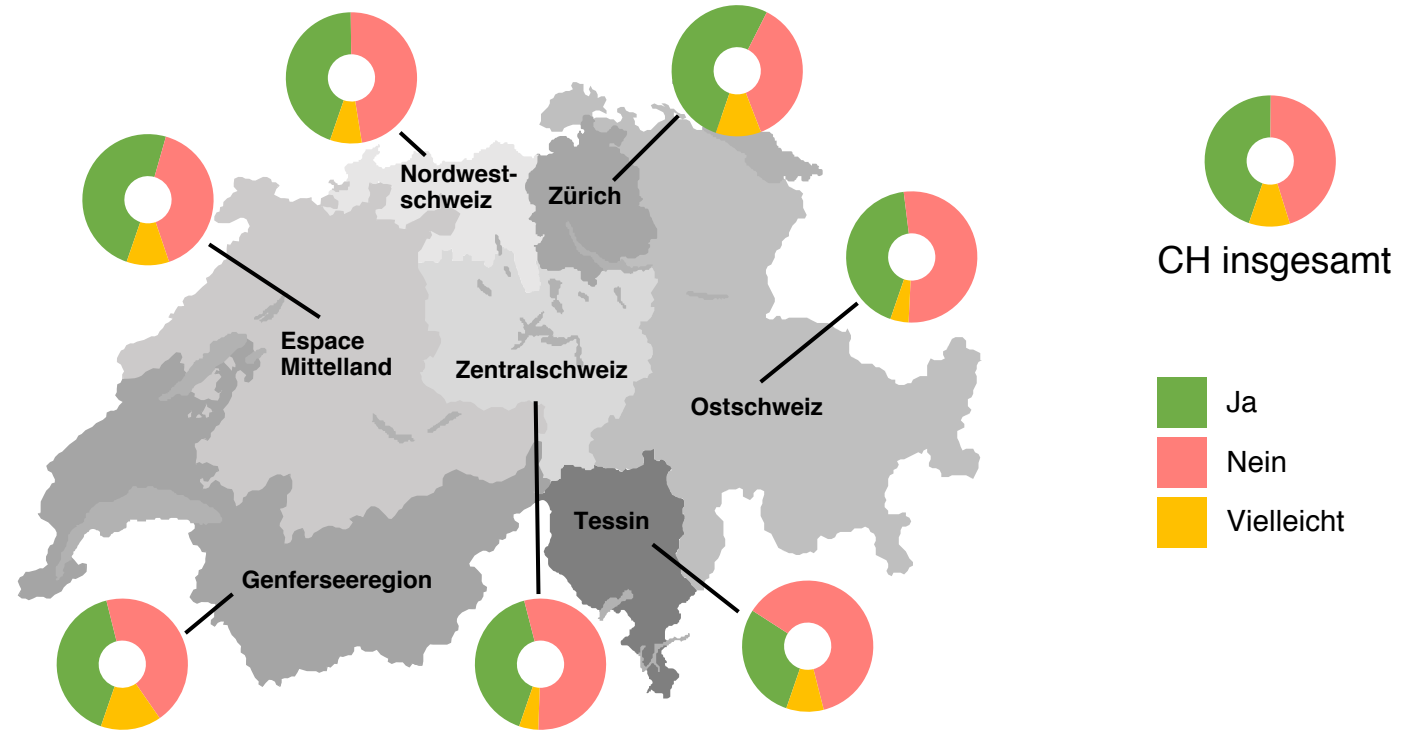 Nordwest-
schweiz
Zürich
CH insgesamt
Espace
Mittelland
Zentralschweiz
Ostschweiz
Ja
Nein
Vielleicht
Tessin
Genferseeregion